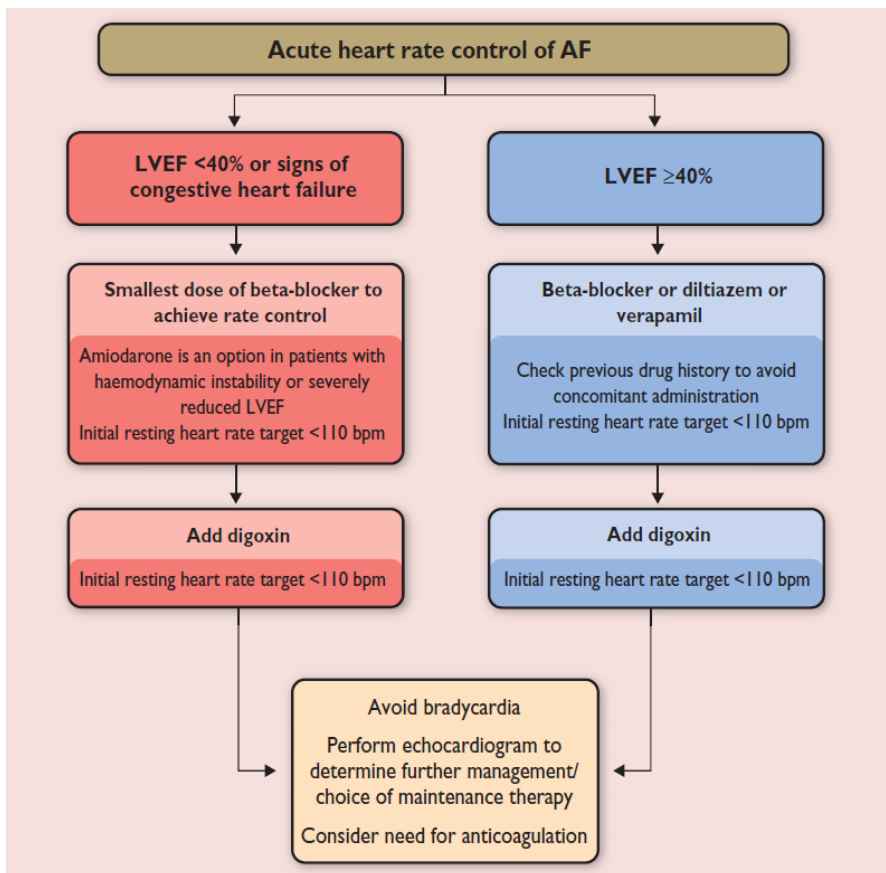 Acute heart rate control of AF
LVEF <40% or signs of
congestive heart failure
LVEF ≥40%
Smallest dose of beta-blocker to
achieve rate control
Amiodarone is an option in patients with
haemodynamic instability or severely
reduced LVEF
Initial resting heart rate target <110 bpm
Beta-blocker or diltiazem or
verapamil
Check previous drug history to avoid
concomitant administration
Initial resting heart rate target <110 bpm
Add digoxin
Initial resting heart rate target <110 bpm
Add digoxin
Initial resting heart rate target <110 bpm
Avoid bradycardia
Perform echocardiogram to
determine further management/
choice of maintenance therapy
Consider need for anticoagulation